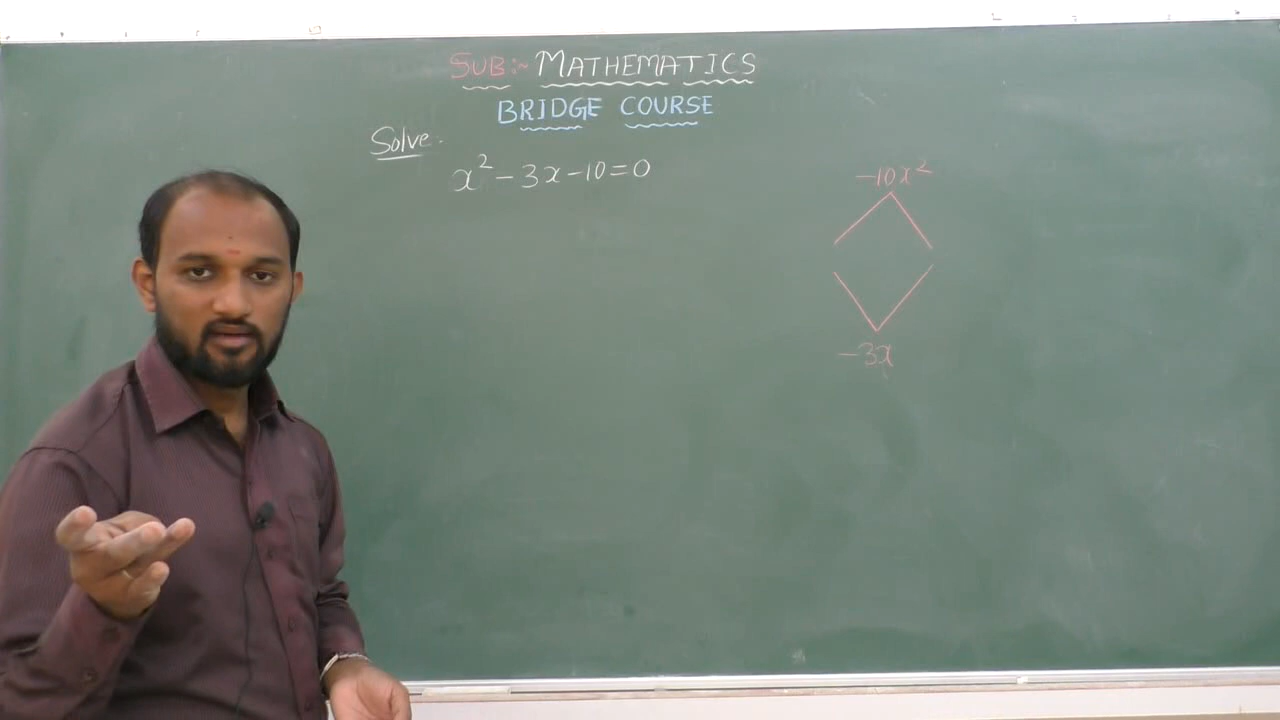 SUB:- MATHEMATICS
BRIDGE COURSE
Solve.
x² - 3x - 10 = 0
-10x²
-3x